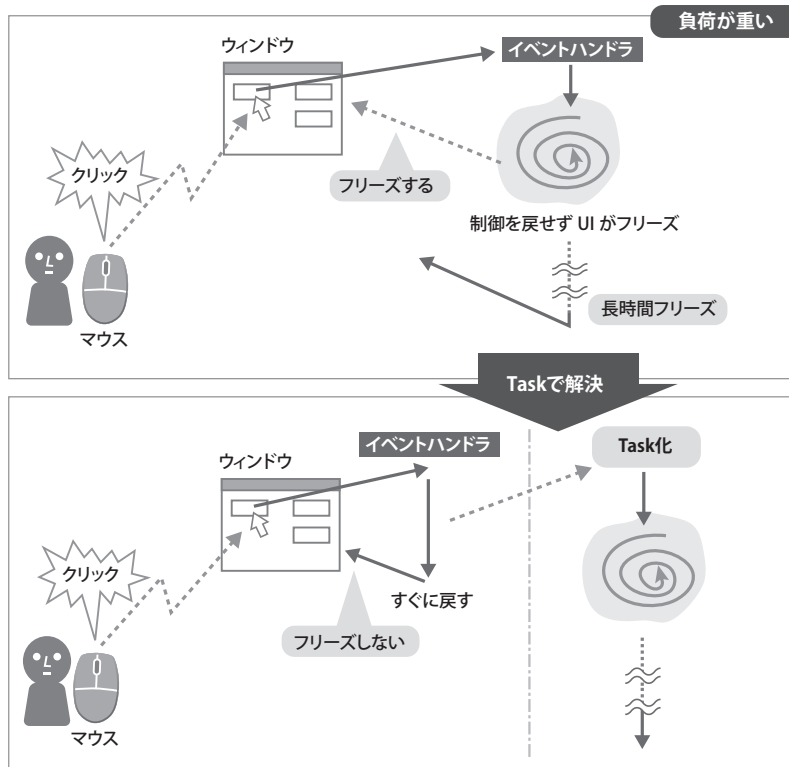 負荷が重い
ウィンドウ
イベントハンドラ
クリック
フリーズする
制御を戻せず UI がフリーズ
長時間フリーズ
マウス
Taskで解決
イベントハンドラ
Task化
ウィンドウ
クリック
すぐに戻す
フリーズしない
マウス